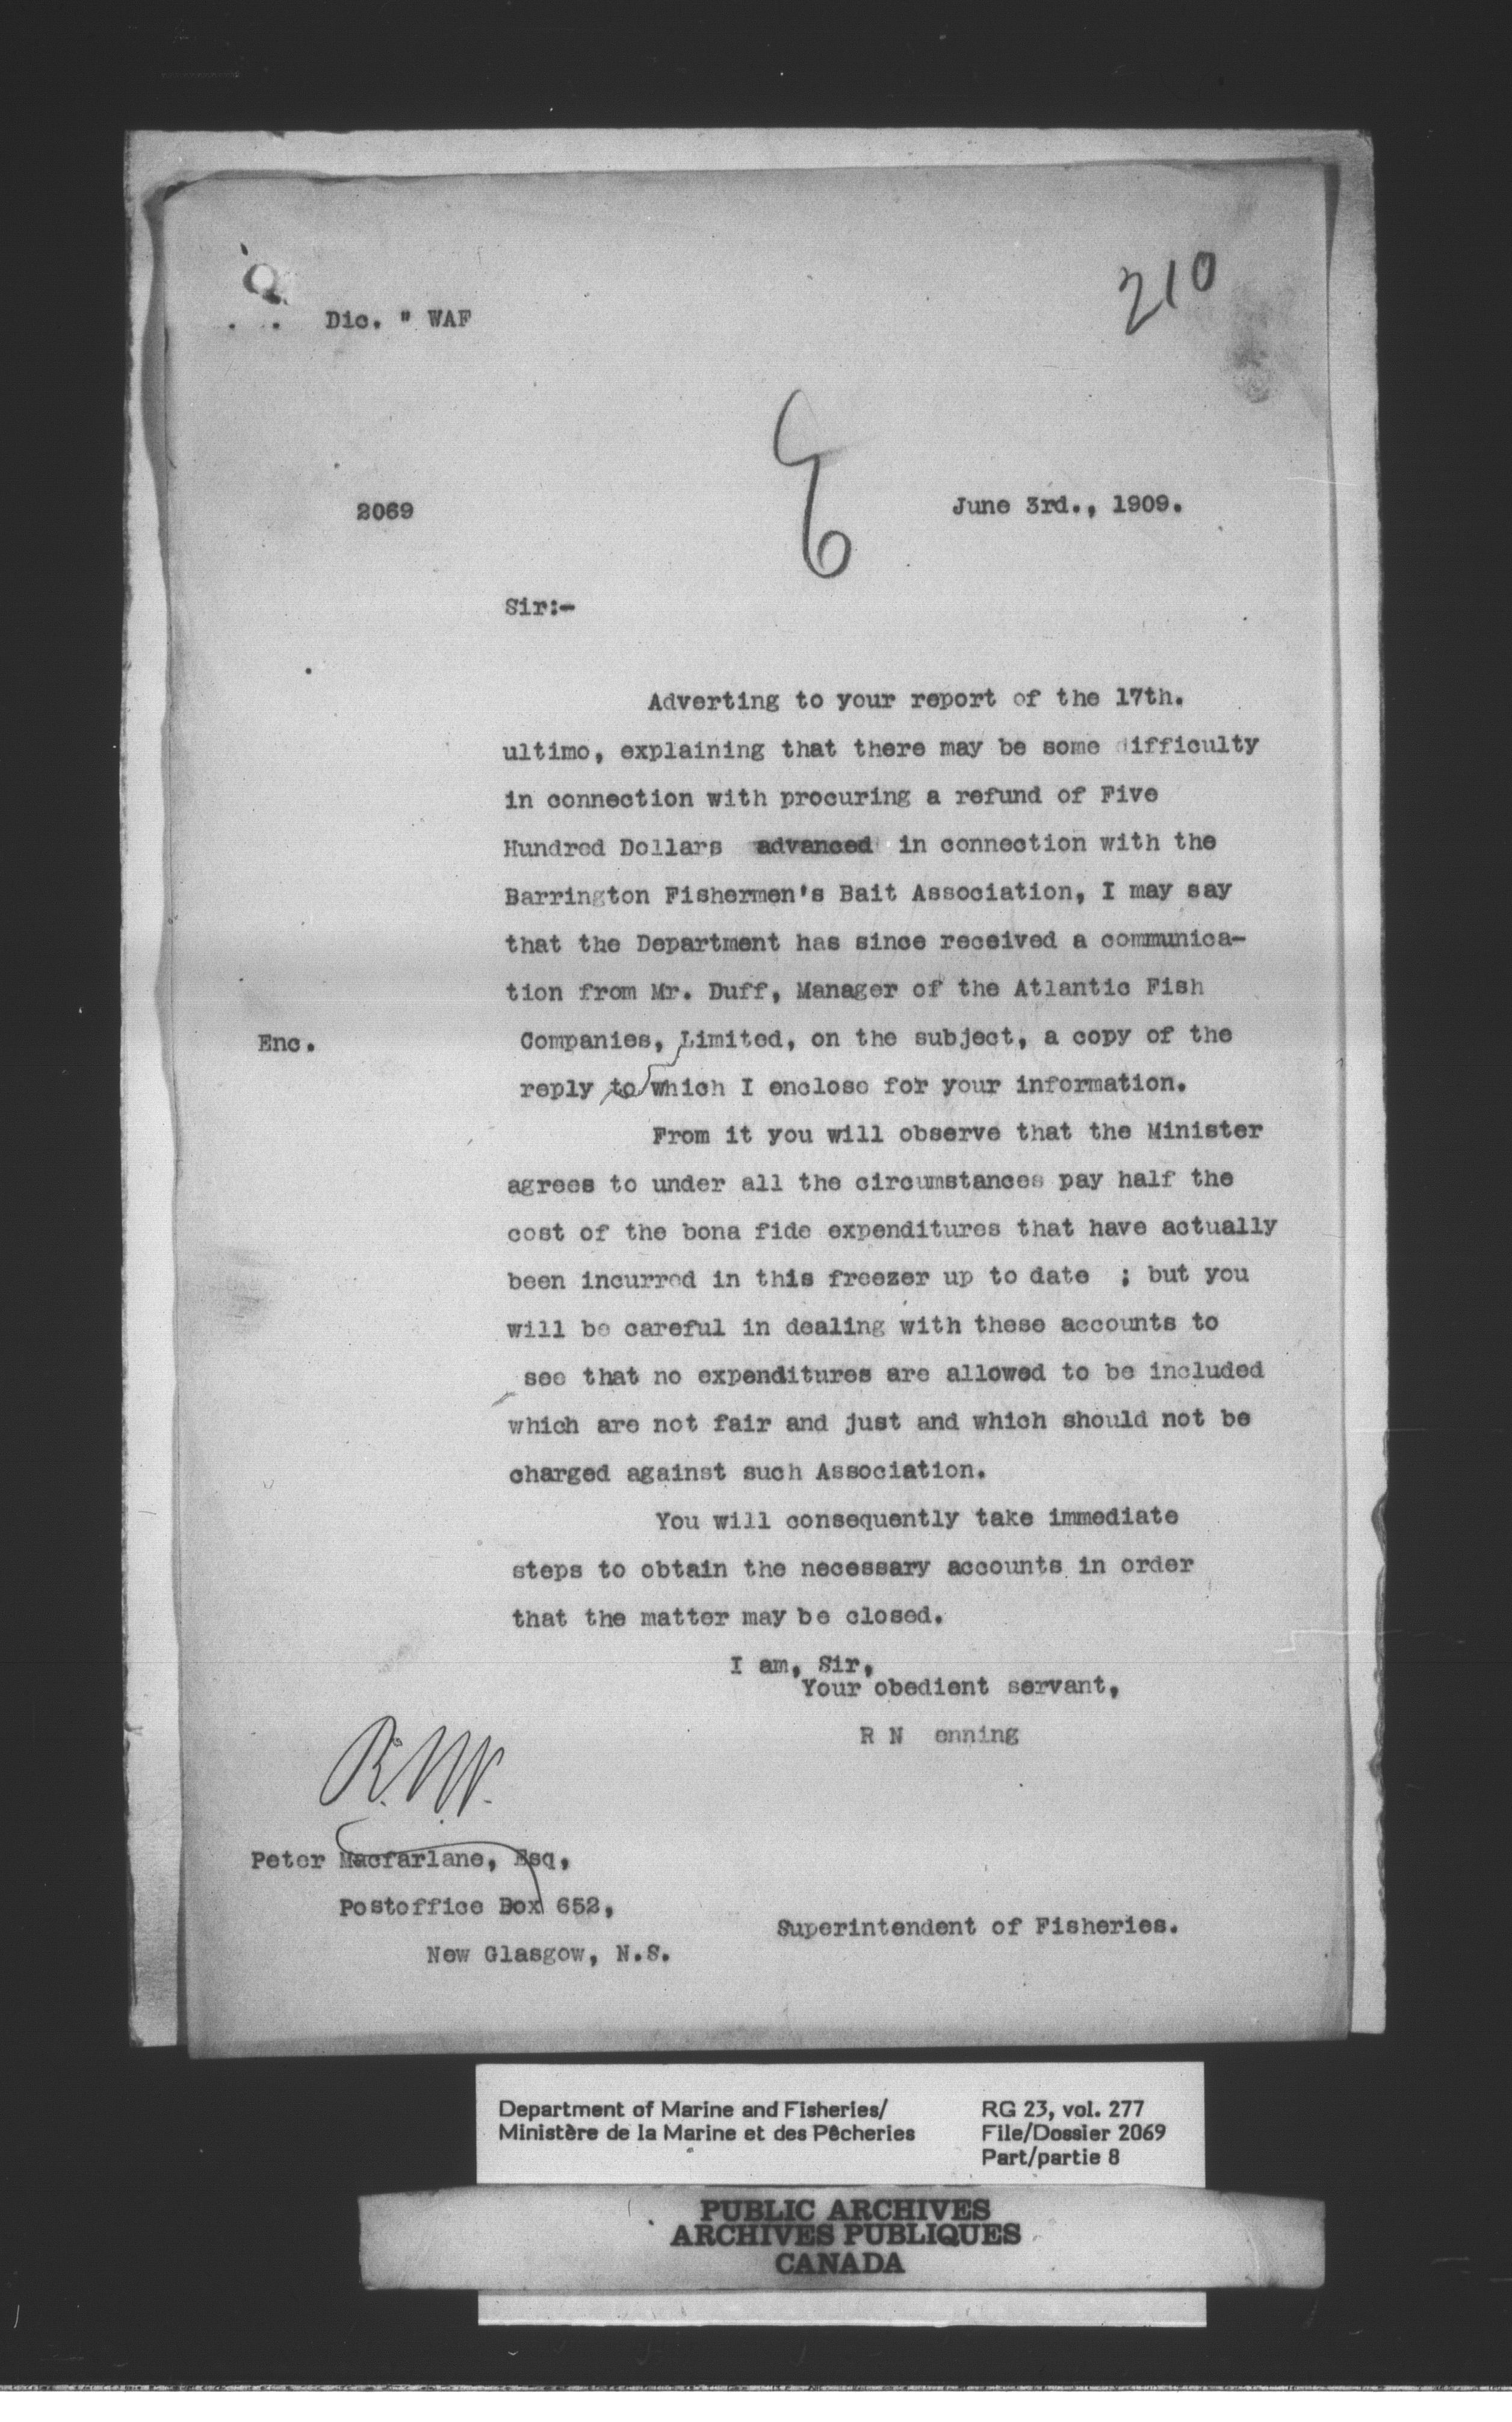 210
Dic. " WAF
E
2069 June 3rd., 1909.
Sir:-
Adverting to your report of the 17th.
ultimo, explaining that there may be some difficulty
in connection with procuring a refund of Five
Hundred Dollars advanced in connection with the
Barrington Fishermen's Bait Association, I may say
that the Department has since received a communica-
tion from Mr. Duff, Manager of the Atlantic Fish
Enc. Companies, Limited, on the subject, a copy of the
reply to which I enclose for your information.
From it you will observe that the Minister
agrees to under all the circumstances pay half the
cost of the bona fide expenditures that have actually
been incurred in this freezer up to date ; but you
will be careful in dealing with these accounts to
see that no expenditures are allowed to be included
which are not fair and just and which should not be
charged against such Association.
You will consequently take immediate
steps to obtain the necessary accounts in order
that the matter may be closed.
I am, Sir,
Your obedient servant,
R N enning
Peter Macfarlane, Esq,
Postoffice Box 652,
New Glasgow, N.S.
Superintendent of Fisheries.
Department of Marine and Fisheries/
Ministère de la Marine et des Pêcheries
RG 23, vol. 277
File/Dossier 2069
Part/partie 8
PUBLIC ARCHIVES
ARCHIVES PUBLIQUES
CANADA